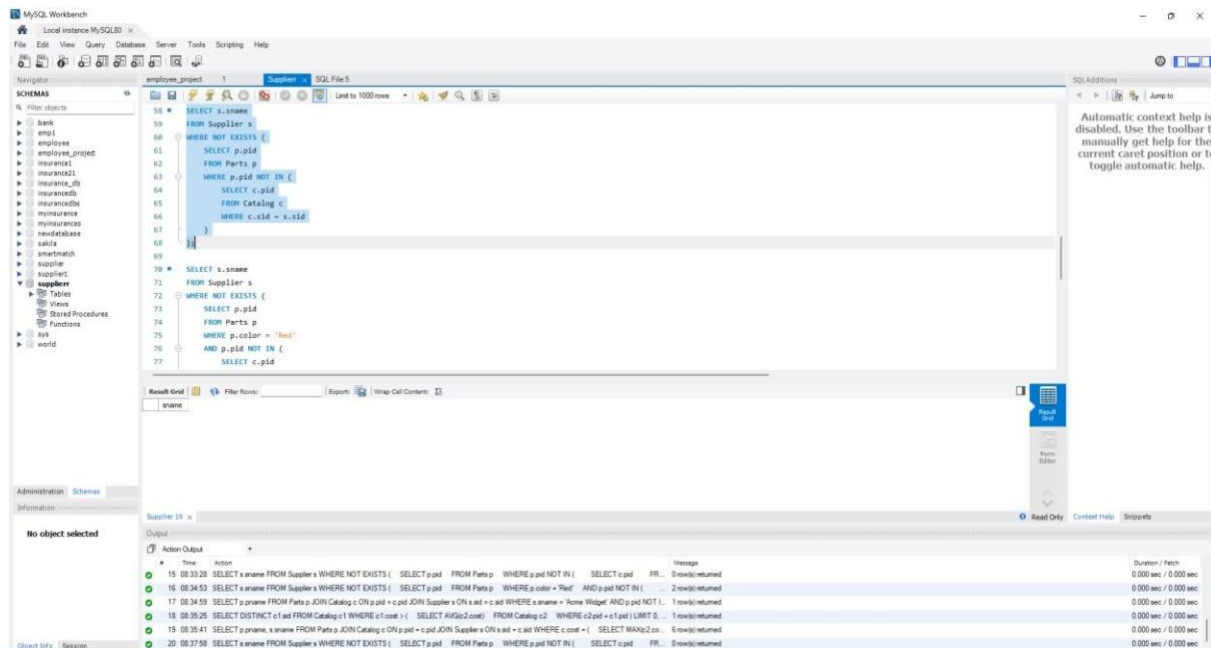 MySQL Workbench
Local instance MySQL80 ×
File Edit View Query Database Server Tools Scripting Help
Navigator
SCHEMAS
Filter objects
bank
emp1
employee
employee_project
insurance1
insurance21
insurance_db
insurancedb
insurancedbs
myinsurance
myinsurances
newdatabase
sakila
smartmatch
supplier
supplier1
supplierr
Tables
Views
Stored Procedures
Functions
sys
world
Administration Schemas
Information
No object selected
Object Info Session
employee_project 1 Supplierr × SQL File 5
Limit to 1000 rows
58 SELECT s.sname
59 FROM Supplier s
60 WHERE NOT EXISTS (
61 SELECT p.pid
62 FROM Parts p
63 WHERE p.pid NOT IN (
64 SELECT c.pid
65 FROM Catalog c
66 WHERE c.sid = s.sid
67 )
68 );
69
70 SELECT s.sname
71 FROM Supplier s
72 WHERE NOT EXISTS (
73 SELECT p.pid
74 FROM Parts p
75 WHERE p.color = 'Red'
76 AND p.pid NOT IN (
77 SELECT c.pid
Result Grid Filter Rows: Export: Wrap Cell Content:
sname
Result Grid
Form Editor
Supplier 19 × Read Only
Output
Action Output
# Time Action Message Duration / Fetch
15 08:33:28 SELECT s.sname FROM Supplier s WHERE NOT EXISTS ( SELECT p.pid FROM Parts p WHERE p.pid NOT IN ( SELECT c.pid FR... 0 row(s) returned 0.000 sec / 0.000 sec
16 08:34:53 SELECT s.sname FROM Supplier s WHERE NOT EXISTS ( SELECT p.pid FROM Parts p WHERE p.color = 'Red' AND p.pid NOT IN ( ... 2 row(s) returned 0.000 sec / 0.000 sec
17 08:34:59 SELECT p.pname FROM Parts p JOIN Catalog c ON p.pid = c.pid JOIN Supplier s ON s.sid = c.sid WHERE s.sname = 'Acme Widget' AND p.pid NOT I... 1 row(s) returned 0.000 sec / 0.000 sec
18 08:35:25 SELECT DISTINCT c1.sid FROM Catalog c1 WHERE c1.cost > ( SELECT AVG(c2.cost) FROM Catalog c2 WHERE c2.pid = c1.pid ) LIMIT 0, ... 1 row(s) returned 0.000 sec / 0.000 sec
19 08:35:41 SELECT p.pname, s.sname FROM Parts p JOIN Catalog c ON p.pid = c.pid JOIN Supplier s ON s.sid = c.sid WHERE c.cost = ( SELECT MAX(c2.co... 6 row(s) returned 0.000 sec / 0.000 sec
20 08:37:58 SELECT s.sname FROM Supplier s WHERE NOT EXISTS ( SELECT p.pid FROM Parts p WHERE p.pid NOT IN ( SELECT c.pid FR... 0 row(s) returned 0.000 sec / 0.000 sec
SQL Additions
Jump to
Automatic context help is
disabled. Use the toolbar
manually get help for the
current caret position or
toggle automatic help.
Context Help Snippets